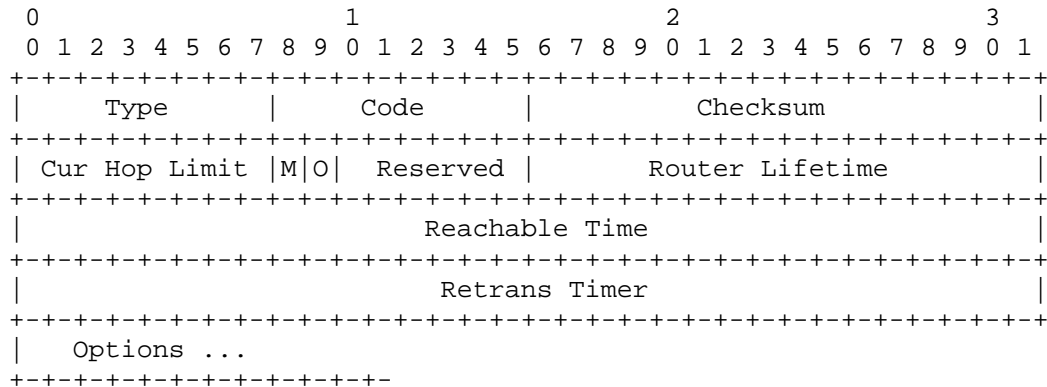 0                   1                   2                   3
 0 1 2 3 4 5 6 7 8 9 0 1 2 3 4 5 6 7 8 9 0 1 2 3 4 5 6 7 8 9 0 1
+-+-+-+-+-+-+-+-+-+-+-+-+-+-+-+-+-+-+-+-+-+-+-+-+-+-+-+-+-+-+-+-+
|     Type      |     Code      |          Checksum             |
+-+-+-+-+-+-+-+-+-+-+-+-+-+-+-+-+-+-+-+-+-+-+-+-+-+-+-+-+-+-+-+-+
| Cur Hop Limit |M|O|  Reserved |       Router Lifetime         |
+-+-+-+-+-+-+-+-+-+-+-+-+-+-+-+-+-+-+-+-+-+-+-+-+-+-+-+-+-+-+-+-+
|                         Reachable Time                        |
+-+-+-+-+-+-+-+-+-+-+-+-+-+-+-+-+-+-+-+-+-+-+-+-+-+-+-+-+-+-+-+-+
|                          Retrans Timer                        |
+-+-+-+-+-+-+-+-+-+-+-+-+-+-+-+-+-+-+-+-+-+-+-+-+-+-+-+-+-+-+-+-+
|   Options ...
+-+-+-+-+-+-+-+-+-+-+-+-